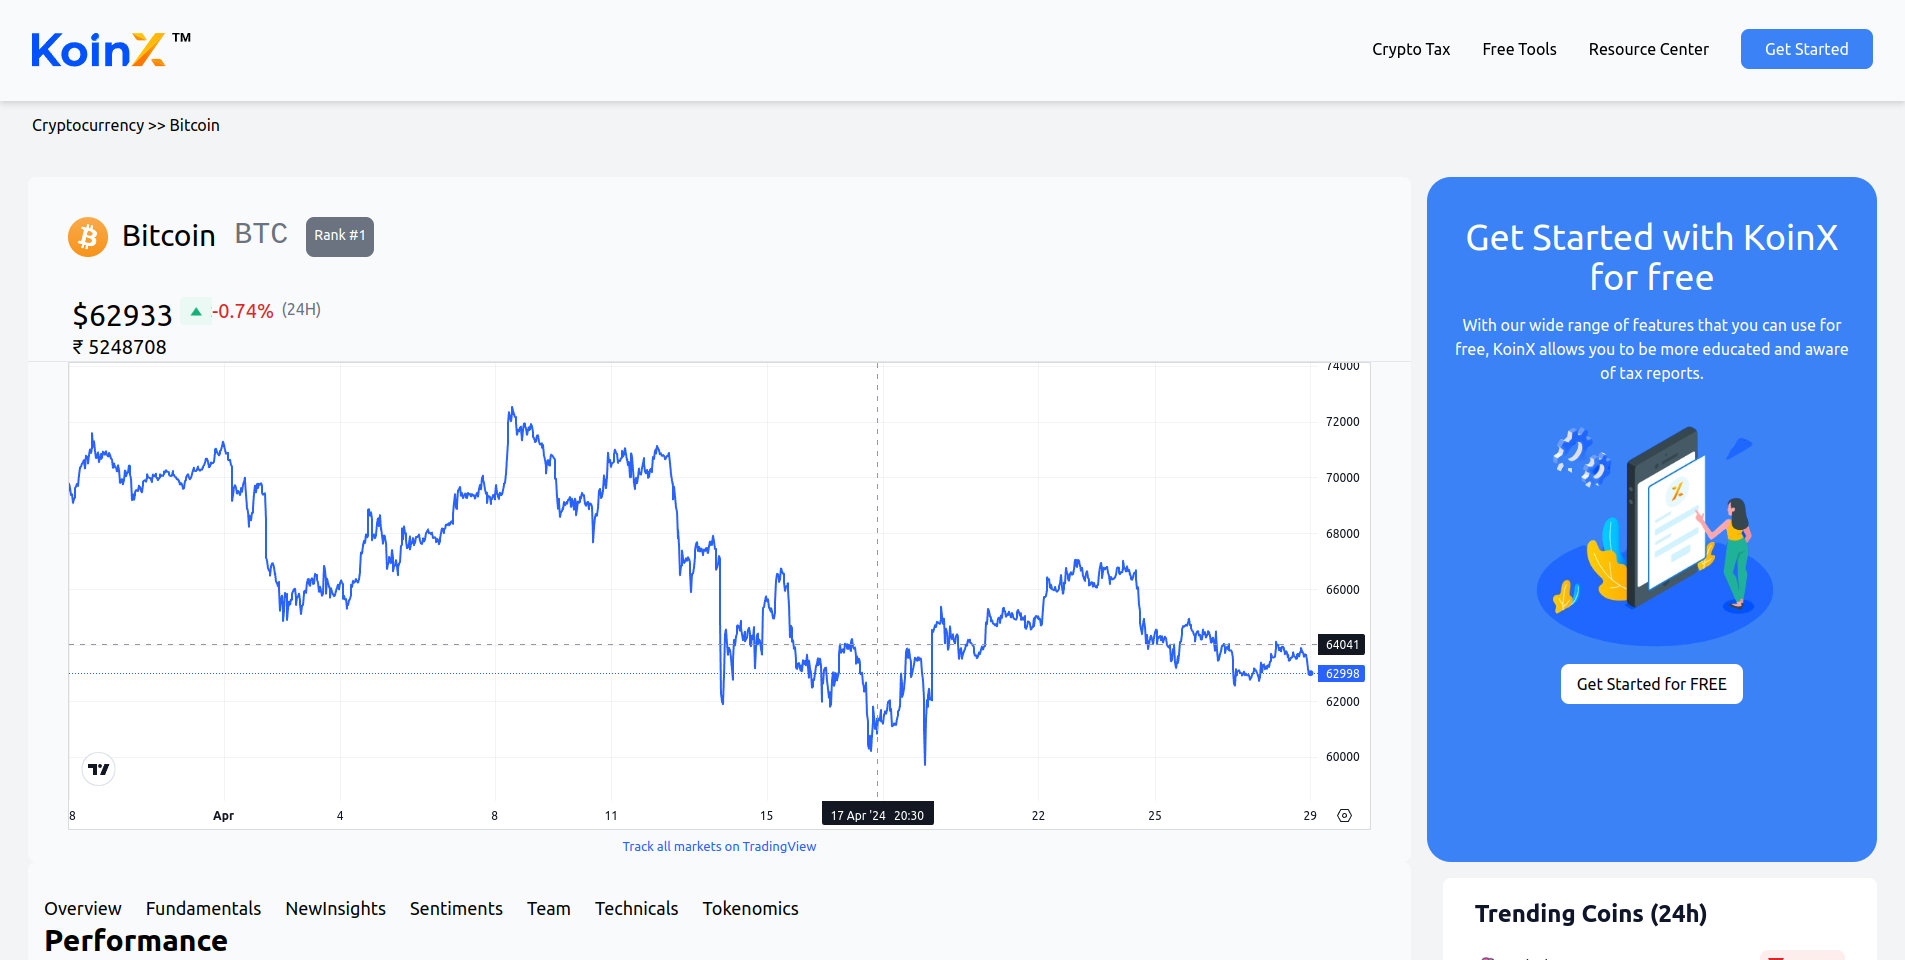 KoinX ™
Crypto Tax
Free Tools
Resource Center
Get Started
Cryptocurrency >> Bitcoin
Bitcoin BTC Rank #1
$62933 -0.74% (24H)
₹ 5248708
74000
72000
70000
68000
66000
64041
62998
62000
60000
8 Apr 4 8 11 15 17 Apr '24 20:30 22 25 29
Track all markets on TradingView
Get Started with KoinX
for free
With our wide range of features that you can use for
free, KoinX allows you to be more educated and aware
of tax reports.
Get Started for FREE
Overview Fundamentals NewInsights Sentiments Team Technicals Tokenomics
Performance
Trending Coins (24h)